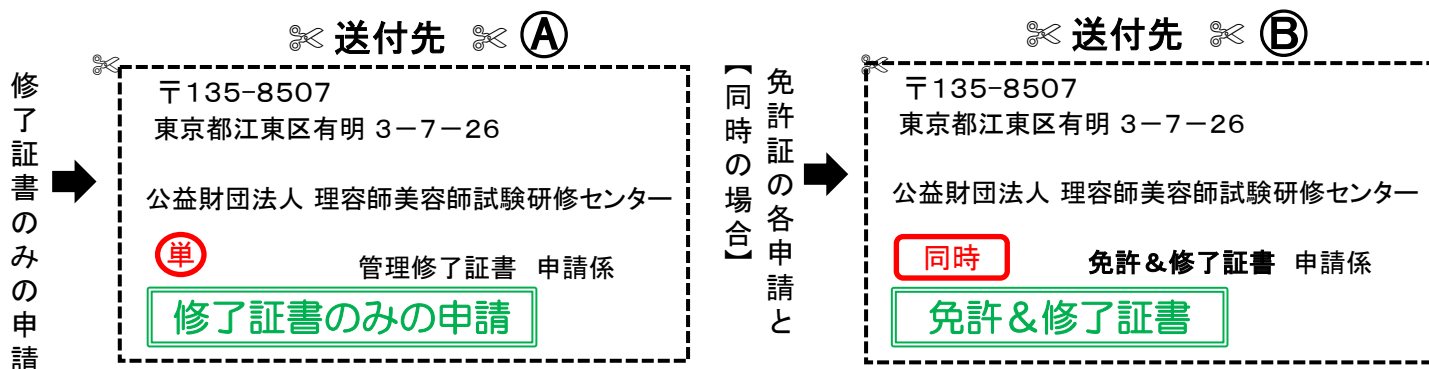 ✄ 送付先 ✄ Ⓐ
修了証書のみの申請
〒135-8507
東京都江東区有明 3-7-26
公益財団法人 理容師美容師試験研修センター
単
管理修了証書 申請係
修了証書のみの申請
✄ 送付先 ✄ Ⓑ
免許証の各申請と
【同時の場合】
〒135-8507
東京都江東区有明 3-7-26
公益財団法人 理容師美容師試験研修センター
同時
免許&修了証書 申請係
免許&修了証書